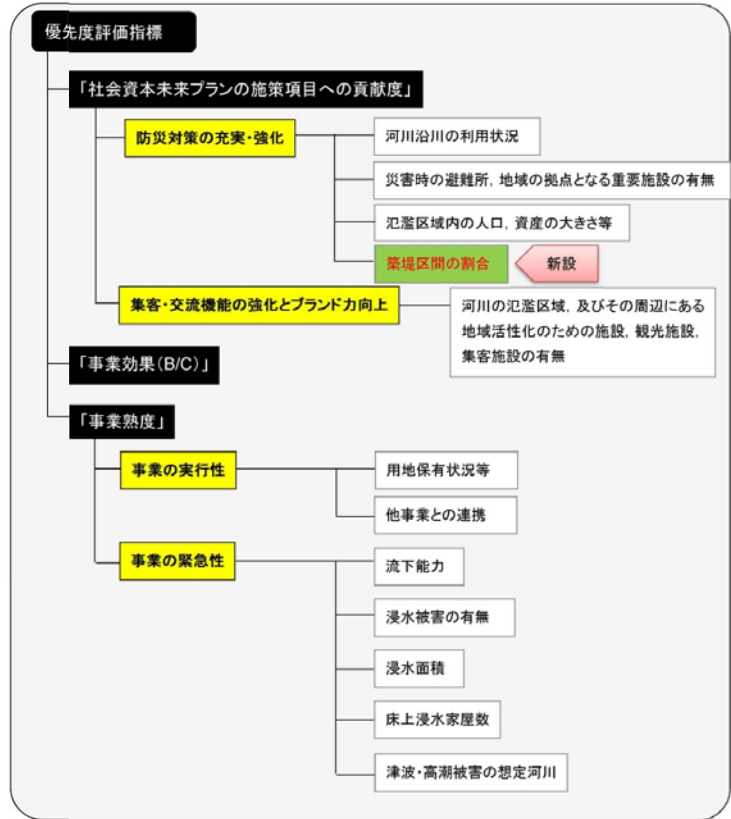 優先度評価指標
「社会資本未来プランの施策項目への貢献度」
防災対策の充実・強化
河川沿川の利用状況
災害時の避難所, 地域の拠点となる重要施設の有無
氾濫区域内の人口, 資産の大きさ等
築堤区間の割合
新設
集客・交流機能の強化とブランド力向上
河川の氾濫区域, 及びその周辺にある
地域活性化のための施設, 観光施設,
集客施設の有無
「事業効果(B/C)」
「事業熟度」
事業の実行性
用地保有状況等
他事業との連携
事業の緊急性
流下能力
浸水被害の有無
浸水面積
床上浸水家屋数
津波・高潮被害の想定河川